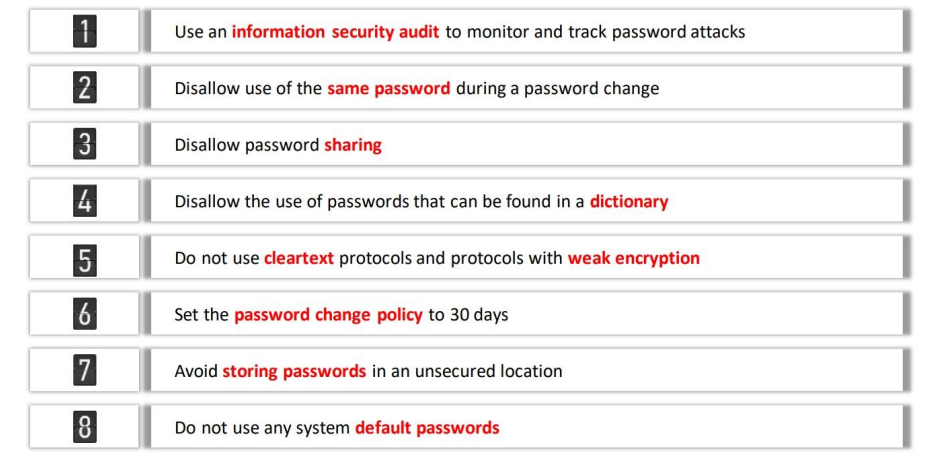 1 Use an information security audit to monitor and track password attacks
2 Disallow use of the same password during a password change
3 Disallow password sharing
4 Disallow the use of passwords that can be found in a dictionary
5 Do not use cleartext protocols and protocols with weak encryption
6 Set the password change policy to 30 days
7 Avoid storing passwords in an unsecured location
8 Do not use any system default passwords